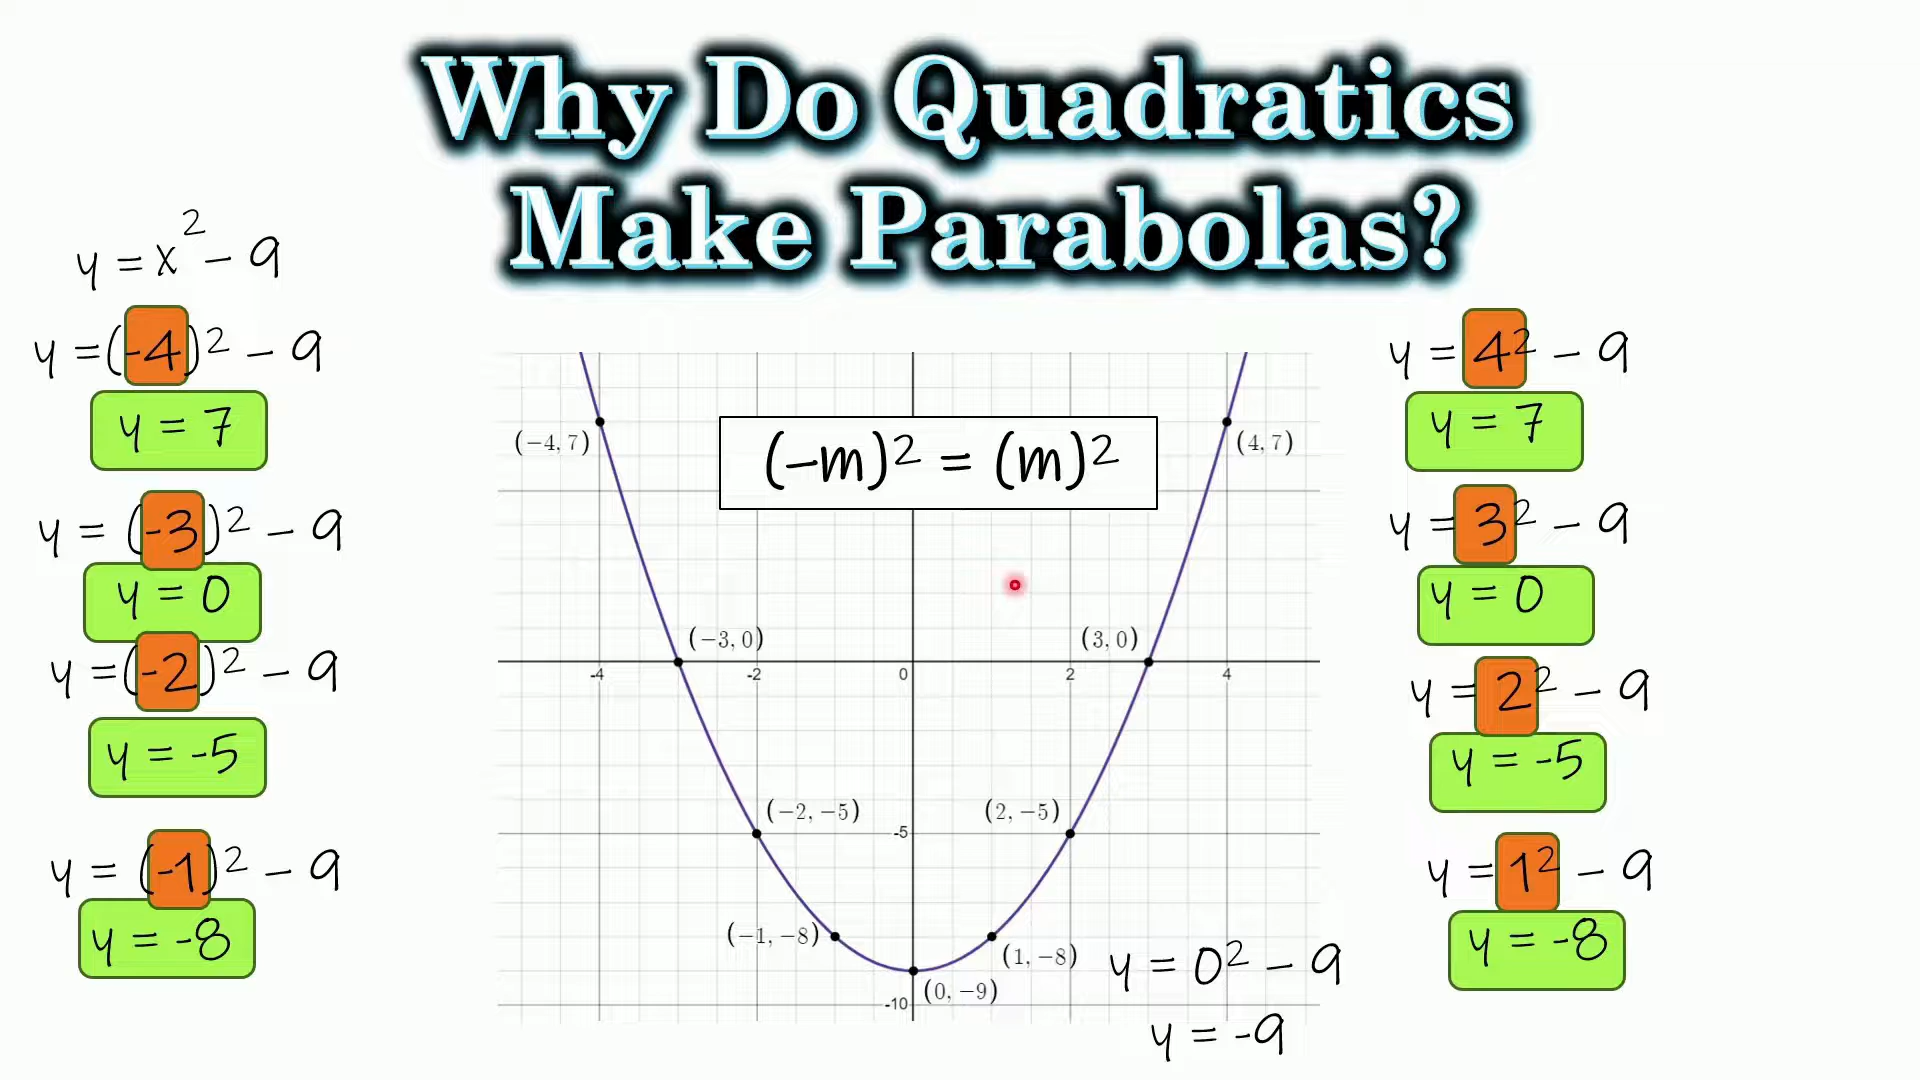 Why Do Quadratics
Make Parabolas?
y = x² - 9
y = (-4)² - 9
y = 7
y = (-3)² - 9
y = 0
y = (-2)² - 9
y = -5
y = (-1)² - 9
y = -8
(-m)² = (m)²
(−4, 7)
(4, 7)
(−3, 0)
(3, 0)
-4
-2
0
2
4
(−2, −5)
(2, −5)
-5
(−1, −8)
(1, −8)
(0, −9)
-10
y = 0² - 9
y = -9
y = 4² - 9
y = 7
y = 3² - 9
y = 0
y = 2² - 9
y = -5
y = 1² - 9
y = -8